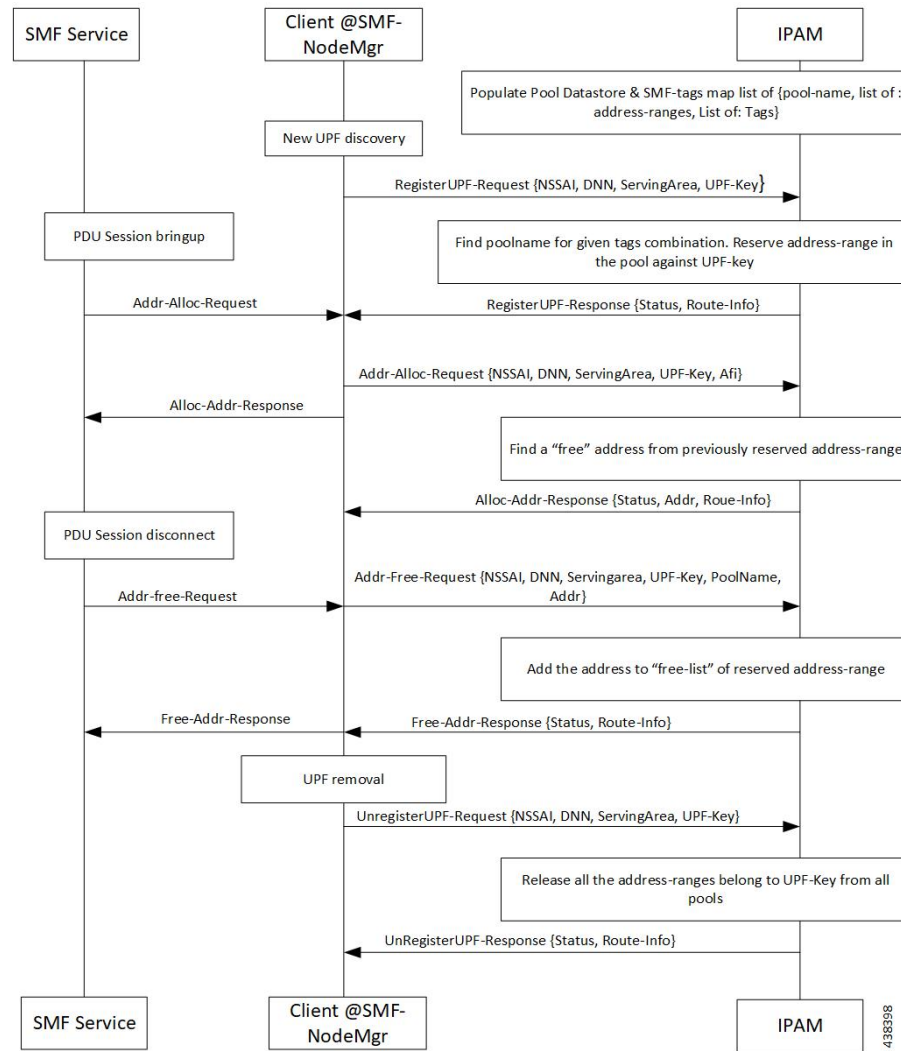 SMF Service
Client @SMF-
NodeMgr
IPAM
Populate Pool Datastore & SMF-tags map list of {pool-name, list of :
address-ranges, List of: Tags}
New UPF discovery
RegisterUPF-Request {NSSAI, DNN, ServingArea, UPF-Key}
PDU Session bringup
Find poolname for given tags combination. Reserve address-range in
the pool against UPF-key
Addr-Alloc-Request
RegisterUPF-Response {Status, Route-Info}
Addr-Alloc-Request {NSSAI, DNN, ServingArea, UPF-Key, Afi}
Alloc-Addr-Response
Find a “free” address from previously reserved address-range
Alloc-Addr-Response {Status, Addr, Roue-Info}
PDU Session disconnect
Addr-Free-Request {NSSAI, DNN, Servingarea, UPF-Key, PoolName,
Addr}
Addr-free-Request
Add the address to “free-list” of reserved address-range
Free-Addr-Response
Free-Addr-Response {Status, Route-Info}
UPF removal
UnregisterUPF-Request {NSSAI, DNN, ServingArea, UPF-Key}
Release all the address-ranges belong to UPF-Key from all
pools
UnRegisterUPF-Response {Status, Route-Info}
SMF Service
Client @SMF-
NodeMgr
IPAM
438398